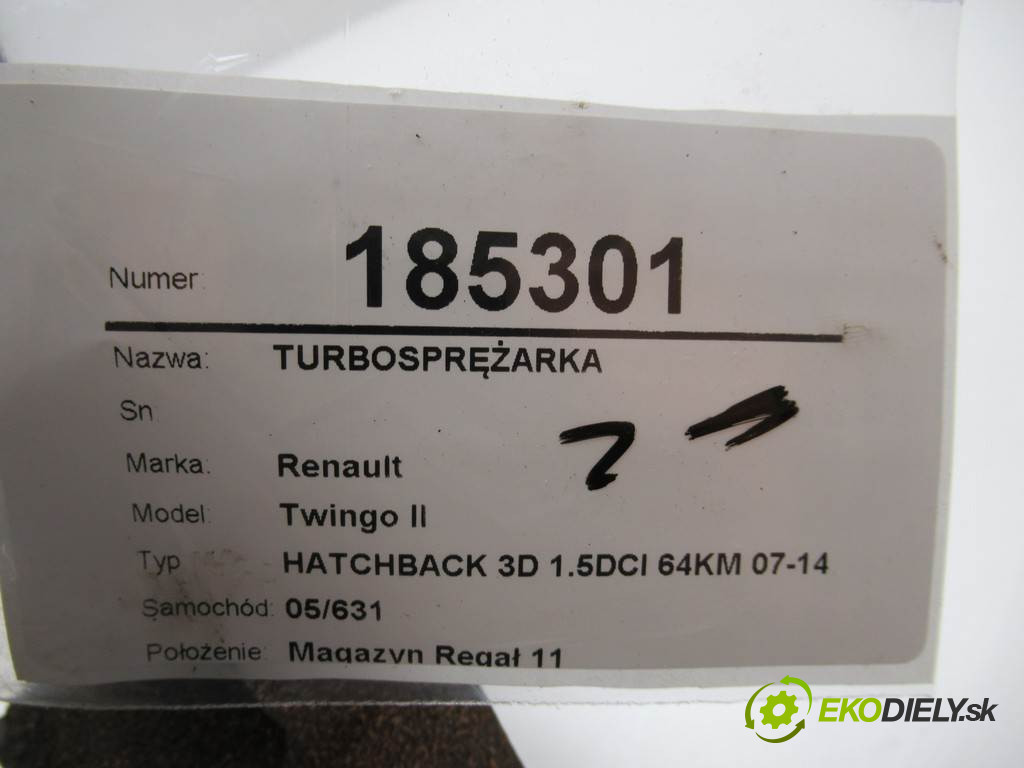 Numer: 185301
Nazwa: TURBOSPRĘŻARKA
Sn
Marka: Renault
Model: Twingo II
Typ HATCHBACK 3D 1.5DCI 64KM 07-14
Samochód: 05/631
Położenie: Magazyn Regał 11
EKODIELY.sk